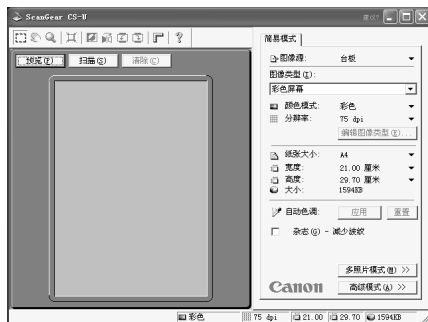 ScanGear CS-U
简易模式
预览(P) 扫描(S) 清除(C)
图像源: 台板
图像类型(I):
彩色屏幕
颜色模式: 彩色
分辨率: 75 dpi
编辑图像类型(E)...
纸张大小: A4
宽度: 21.00 厘米
高度: 29.70 厘米
大小: 1594KB
自动色调: 应用 重置
杂志(G) - 减少波纹
多照片模式(M) >>
Canon 高级模式(A) >>
彩色 75 dpi 21.00 29.70 1594KB